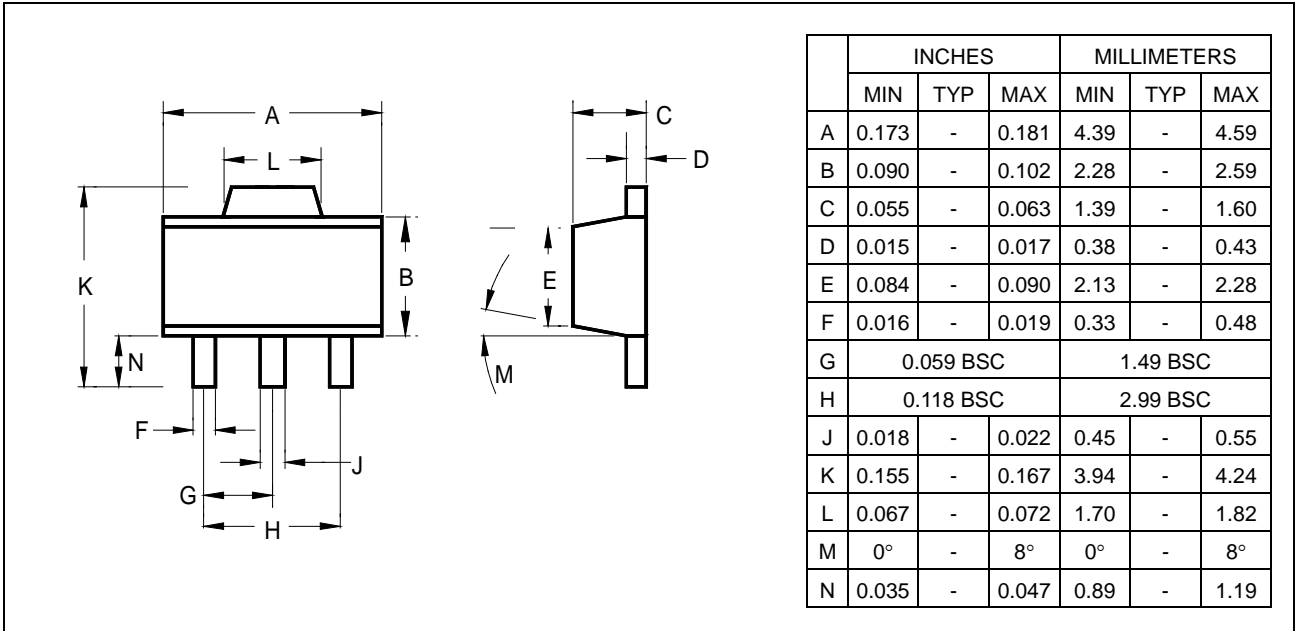 A
L
K
B
N
F
J
G
H
C
D
E
M
INCHES MILLIMETERS
MIN TYP MAX MIN TYP MAX
A 0.173 - 0.181 4.39 - 4.59
B 0.090 - 0.102 2.28 - 2.59
C 0.055 - 0.063 1.39 - 1.60
D 0.015 - 0.017 0.38 - 0.43
E 0.084 - 0.090 2.13 - 2.28
F 0.016 - 0.019 0.33 - 0.48
G 0.059 BSC 1.49 BSC
H 0.118 BSC 2.99 BSC
J 0.018 - 0.022 0.45 - 0.55
K 0.155 - 0.167 3.94 - 4.24
L 0.067 - 0.072 1.70 - 1.82
M 0° - 8° 0° - 8°
N 0.035 - 0.047 0.89 - 1.19